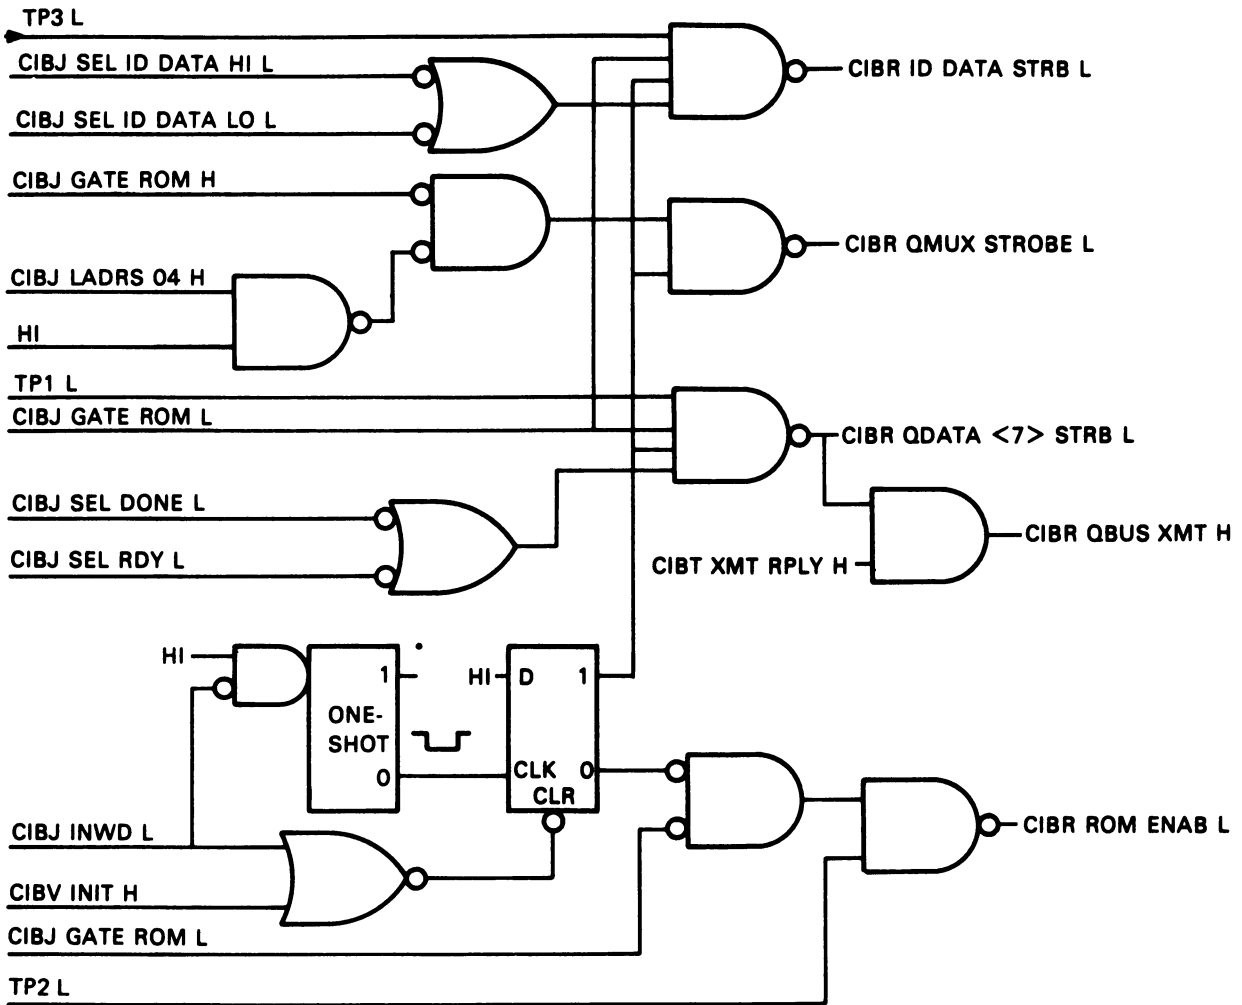 TP3 L
CIBJ SEL ID DATA HI L
CIBR ID DATA STRB L
CIBJ SEL ID DATA LO L
CIBJ GATE ROM H
CIBR QMUX STROBE L
CIBJ LADRS 04 H
HI
TP1 L
CIBJ GATE ROM L
CIBR QDATA <7> STRB L
CIBJ SEL DONE L
CIBR QBUS XMT H
CIBJ SEL RDY L
CIBT XMT RPLY H
HI
1
HI
D
1
ONE-
SHOT
0
CLK
0
CLR
CIBJ INWD L
CIBR ROM ENAB L
CIBV INIT H
CIBJ GATE ROM L
TP2 L